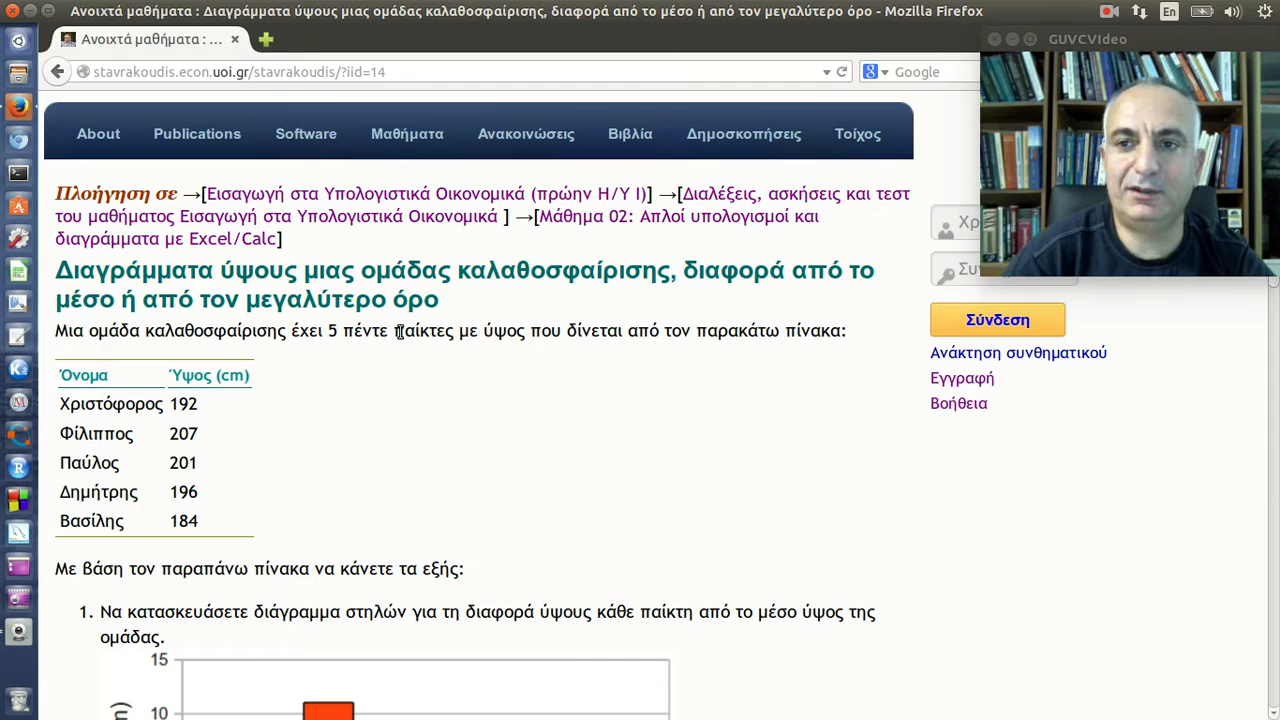 Ανοιχτά μαθήματα : Διαγράμματα ύψους μιας ομάδας καλαθοσφαίρισης, διαφορά από το μέσο ή από τον μεγαλύτερο όρο - Mozilla Firefox
En
Ανοιχτά μαθήματα : ...
GUVCVIdeo
stavrakoudis.econ.uoi.gr/stavrakoudis/?iid=14
Google
About Publications Software Μαθήματα Ανακοινώσεις Βιβλία Δημοσκοπήσεις Τοίχος
Πλοήγηση σε →[Εισαγωγή στα Υπολογιστικά Οικονομικά (πρώην Η/Υ Ι)] →[Διαλέξεις, ασκήσεις και τεστ
του μαθήματος Εισαγωγή στα Υπολογιστικά Οικονομικά ] →[Μάθημα 02: Απλοί υπολογισμοί και
διαγράμματα με Excel/Calc]
Χρ
Συ
Διαγράμματα ύψους μιας ομάδας καλαθοσφαίρισης, διαφορά από το
μέσο ή από τον μεγαλύτερο όρο
Σύνδεση
Μια ομάδα καλαθοσφαίρισης έχει 5 πέντε παίκτες με ύψος που δίνεται από τον παρακάτω πίνακα:
Ανάκτηση συνθηματικού
Εγγραφή
Βοήθεια
Όνομα Ύψος (cm)
Χριστόφορος 192
Φίλιππος 207
Παύλος 201
Δημήτρης 196
Βασίλης 184
Με βάση τον παραπάνω πίνακα να κάνετε τα εξής:
1. Να κατασκευάσετε διάγραμμα στηλών για τη διαφορά ύψους κάθε παίκτη από το μέσο ύψος της
ομάδας.
15
10